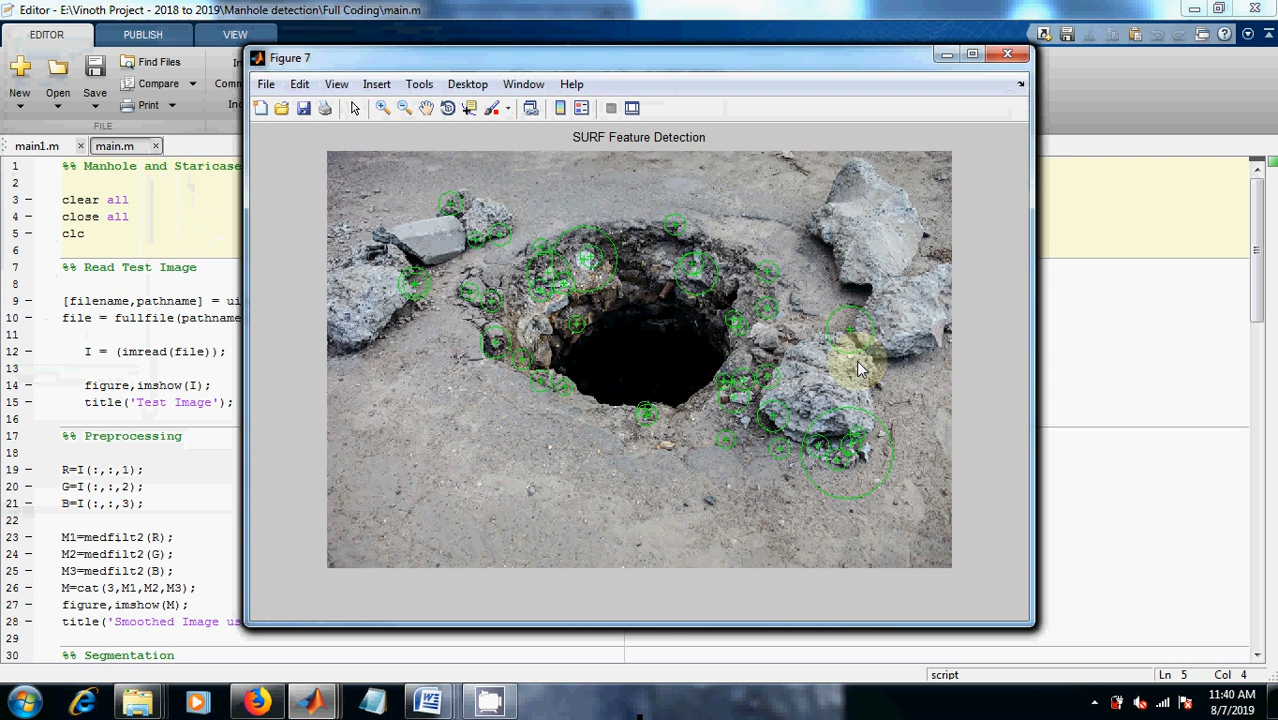 Editor - E:\Vinoth Project - 2018 to 2019\Manhole detection\Full Coding\main.m
EDITOR PUBLISH VIEW
New Open Save Find Files Compare Print
FILE
main1.m main.m
Figure 7
File Edit View Insert Tools Desktop Window Help
SURF Feature Detection
1 %% Manhole and Staricase
2
3 clear all
4 close all
5 clc
6
7 %% Read Test Image
8
9 [filename,pathname] = ui
10 file = fullfile(pathname
11
12 I = (imread(file));
13
14 figure,imshow(I);
15 title('Test Image');
16
17 %% Preprocessing
18
19 R=I(:,:,1);
20 G=I(:,:,2);
21 B=I(:,:,3);
22
23 M1=medfilt2(R);
24 M2=medfilt2(G);
25 M3=medfilt2(B);
26 M=cat(3,M1,M2,M3);
27 figure,imshow(M);
28 title('Smoothed Image us
29
30 %% Segmentation
script Ln 5 Col 4
11:40 AM
8/7/2019